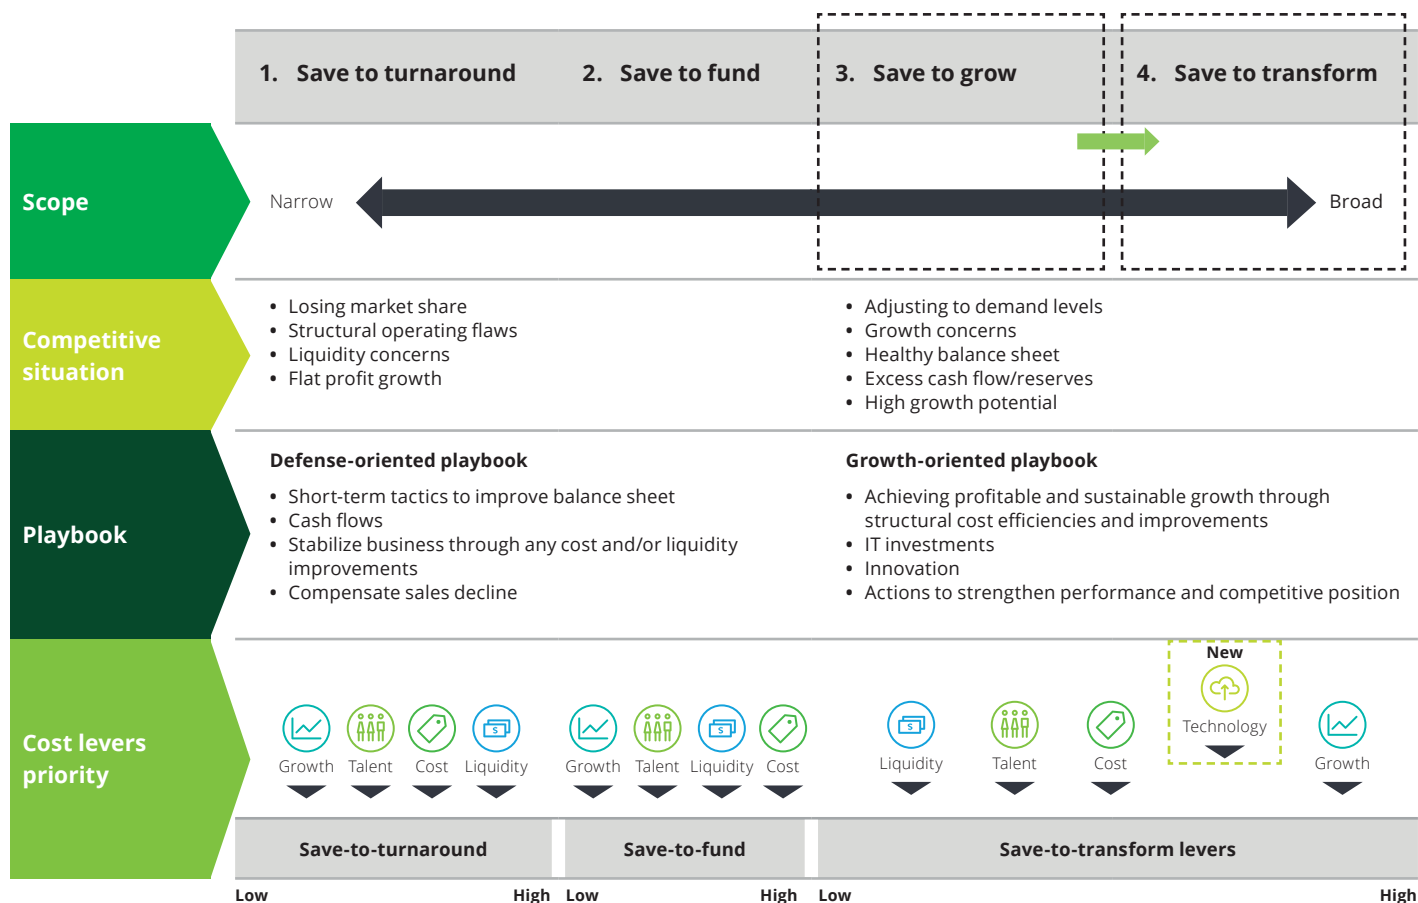 1. Save to turnaround
2. Save to fund
3. Save to grow
4. Save to transform
Scope
Narrow
Broad
Competitive
situation
• Losing market share
• Structural operating flaws
• Liquidity concerns
• Flat profit growth
• Adjusting to demand levels
• Growth concerns
• Healthy balance sheet
• Excess cash flow/reserves
• High growth potential
Playbook
Defense-oriented playbook
• Short-term tactics to improve balance sheet
• Cash flows
• Stabilize business through any cost and/or liquidity
improvements
• Compensate sales decline
Growth-oriented playbook
• Achieving profitable and sustainable growth through
structural cost efficiencies and improvements
• IT investments
• Innovation
• Actions to strengthen performance and competitive position
Cost levers
priority
Growth
Talent
Cost
$
Liquidity
Growth
Talent
$
Liquidity
Cost
$
Liquidity
Talent
Cost
New
Technology
Growth
Save-to-turnaround
Save-to-fund
Save-to-transform levers
Low
High
Low
High
Low
High